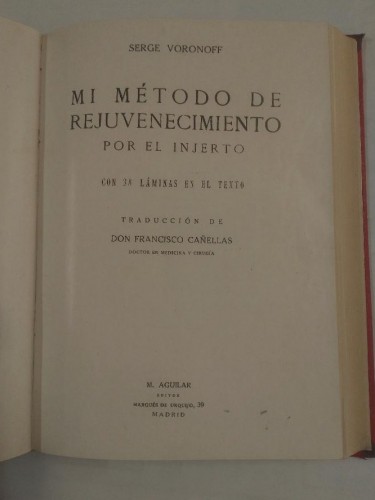 SERGE VORONOFF
MI MÉTODO DE
REJUVENECIMIENTO
POR EL INJERTO
CON 38 LÁMINAS EN EL TEXTO
TRADUCCIÓN DE
DON FRANCISCO CAÑELLAS
DOCTOR EN MEDICINA Y CIRUGÍA
M. AGUILAR
EDITOR
MARQUÉS DE URQUIJO, 39
MADRID